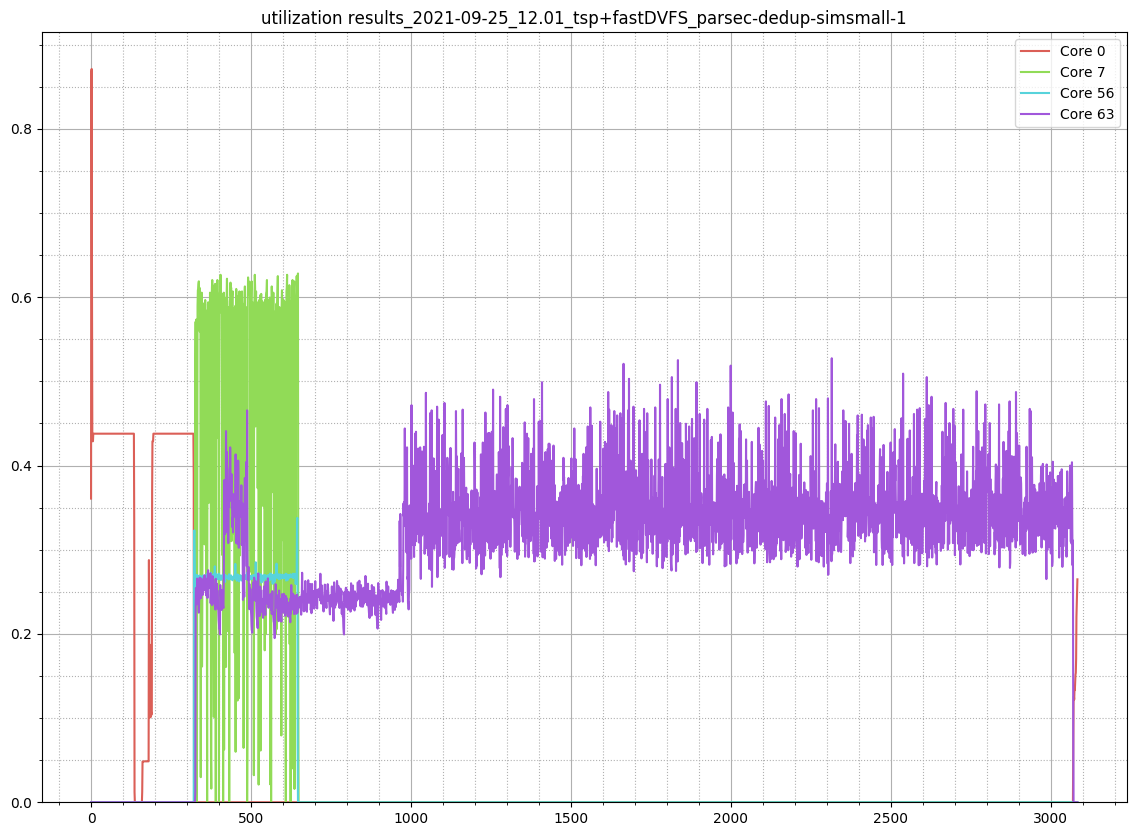 utilization results_2021-09-25_12.01_tsp+fastDVFS_parsec-dedup-simsmall-1
Core 0
Core 7
Core 56
Core 63
0.8
0.6
0.4
0.2
0.0
0 500 1000 1500 2000 2500 3000